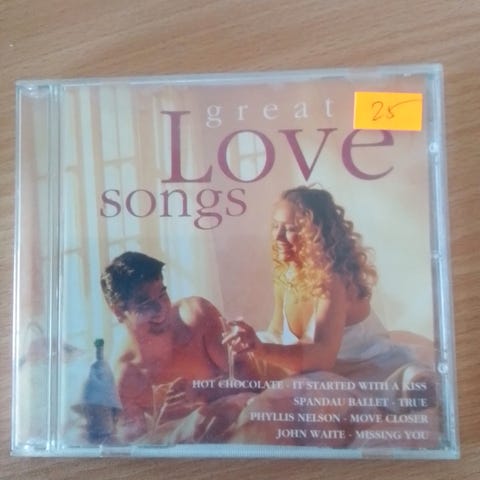 great
Love
songs
25
HOT CHOCOLATE - IT STARTED WITH A KISS
SPANDAU BALLET - TRUE
PHYLLIS NELSON - MOVE CLOSER
JOHN WAITE - MISSING YOU